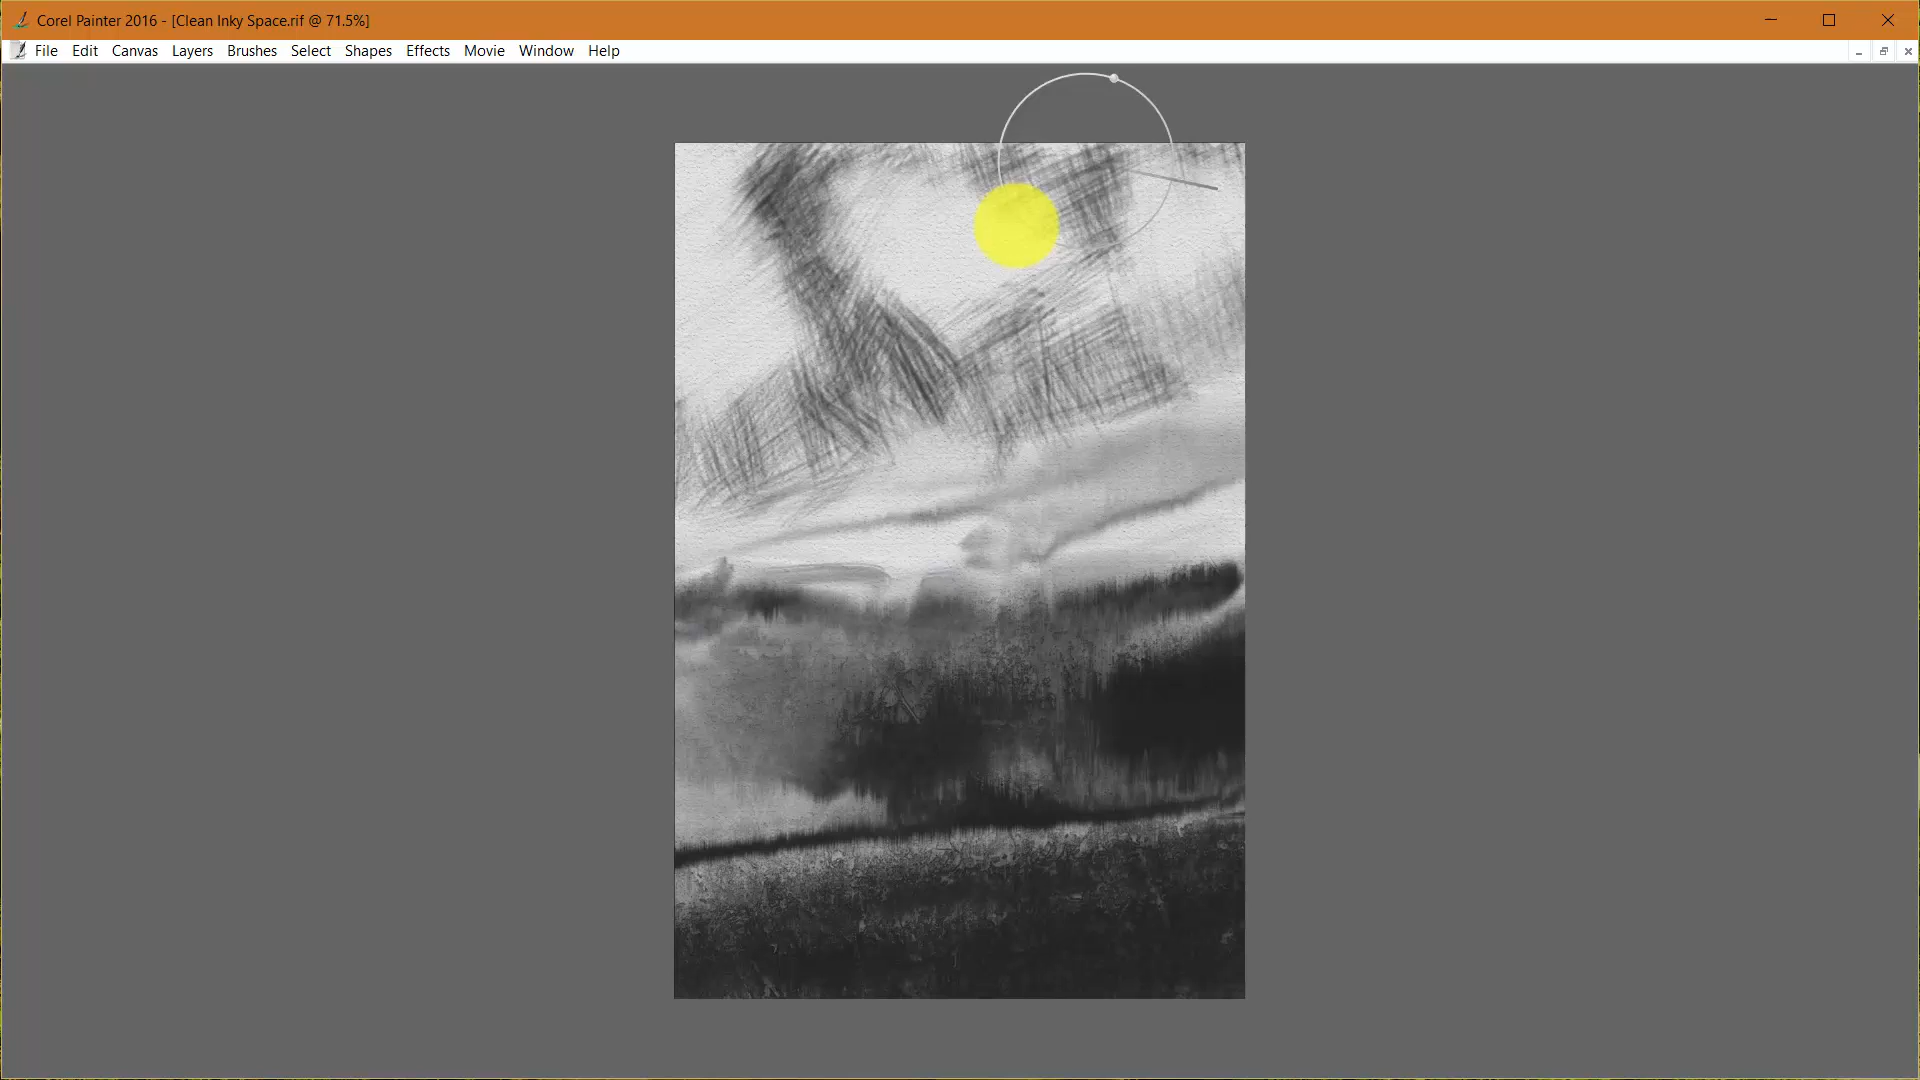 Corel Painter 2016 - [Clean Inky Space.rif @ 71.5%]
File Edit Canvas Layers Brushes Select Shapes Effects Movie Window Help